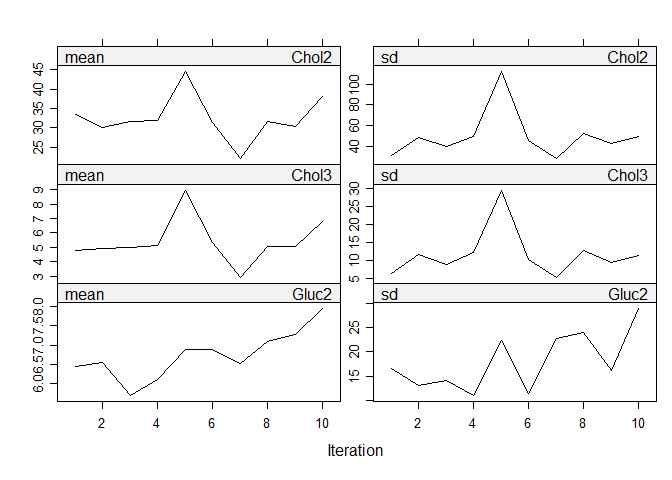 mean Chol2
25 30 35 40 45
sd Chol2
40 60 80 100
mean Chol3
3 4 5 6 7 8 9
sd Chol3
5 10 15 20 25 30
mean Gluc2
6.0 6.5 7.0 7.5 8.0
sd Gluc2
15 25
2 4 6 8 10
2 4 6 8 10
Iteration